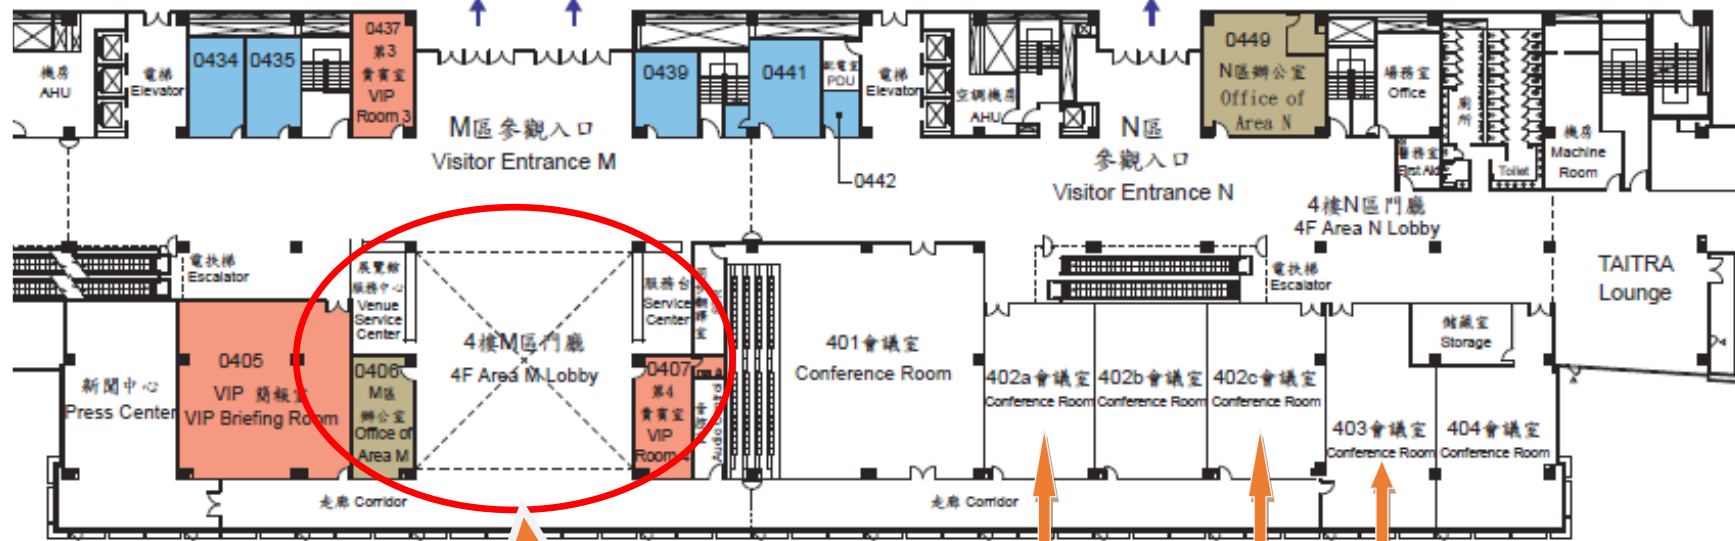 機房
AHU
電梯
Elevator
0434
0435
0437
第3
貴賓室
VIP
Room 3
M區參觀入口
Visitor Entrance M
0439
0441
配電室
PDU
0442
電梯
Elevator
空調機房
AHU
N區
參觀入口
Visitor Entrance N
0449
N區辦公室
Office of
Area N
場務室
Office
醫務室
First Aid
廁所
Toilet
機房
Machine
Room
4樓N區門廳
4F Area N Lobby
電扶梯
Escalator
展覽館
服務中心
Venue
Service
Center
4樓M區門廳
4F Area M Lobby
服務台
Service
Center
電扶梯
Escalator
TAITRA
Lounge
新聞中心
Press Center
0405
VIP 簡報室
VIP Briefing Room
0406
M區
辦公室
Office of
Area M
0407
第4
貴賓室
VIP
Room
401會議室
Conference Room
402a會議室
Conference Room
402b會議室
Conference Room
402c會議室
Conference Room
儲藏室
Storage
403會議室
Conference Room
404會議室
Conference Room
走廊 Corridor
走廊 Corridor